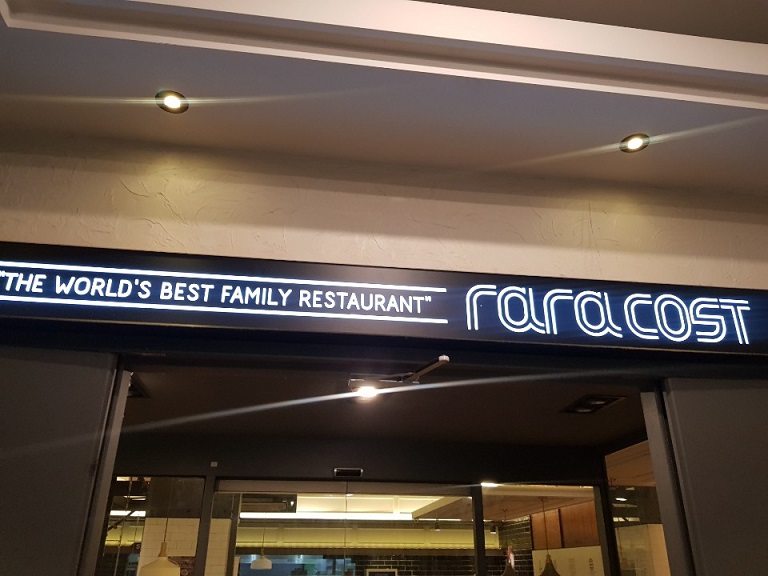 "THE WORLD'S BEST FAMILY RESTAURANT" rara COST